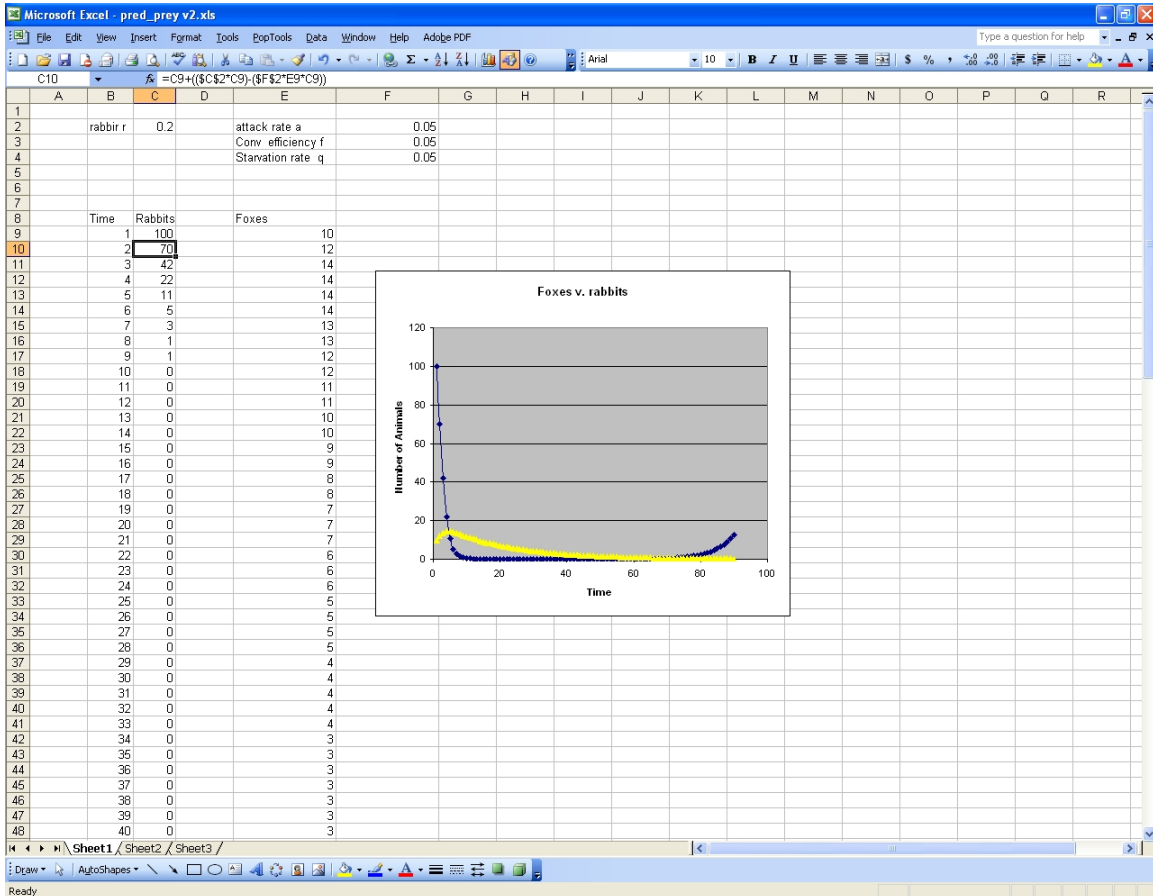 Microsoft Excel - pred_prey v2.xls
File Edit View Insert Format Tools PopTools Data Window Help Adobe PDF Type a question for help
Arial 10 B I U $ % ,
C10 fx =C9+(($C$2*C9)-($F$2*E9*C9))
A B C D E F G H I J K L M N O P Q R
1
2 rabbir r 0.2 attack rate a 0.05
3 Conv efficiency f 0.05
4 Starvation rate q 0.05
5
6
7
8 Time Rabbits Foxes
9 1 100 10
10 2 70 12
11 3 42 14
12 4 22 14
13 5 11 14
14 6 5 14
15 7 3 13
16 8 1 13
17 9 1 12
18 10 0 12
19 11 0 11
20 12 0 11
21 13 0 10
22 14 0 10
23 15 0 9
24 16 0 9
25 17 0 8
26 18 0 8
27 19 0 7
28 20 0 7
29 21 0 7
30 22 0 6
31 23 0 6
32 24 0 6
33 25 0 5
34 26 0 5
35 27 0 5
36 28 0 5
37 29 0 4
38 30 0 4
39 31 0 4
40 32 0 4
41 33 0 4
42 34 0 3
43 35 0 3
44 36 0 3
45 37 0 3
46 38 0 3
47 39 0 3
48 40 0 3
Foxes v. rabbits
Number of Animals
120
100
80
60
40
20
0
0 20 40 60 80 100
Time
Sheet1 / Sheet2 / Sheet3 /
Draw AutoShapes
Ready